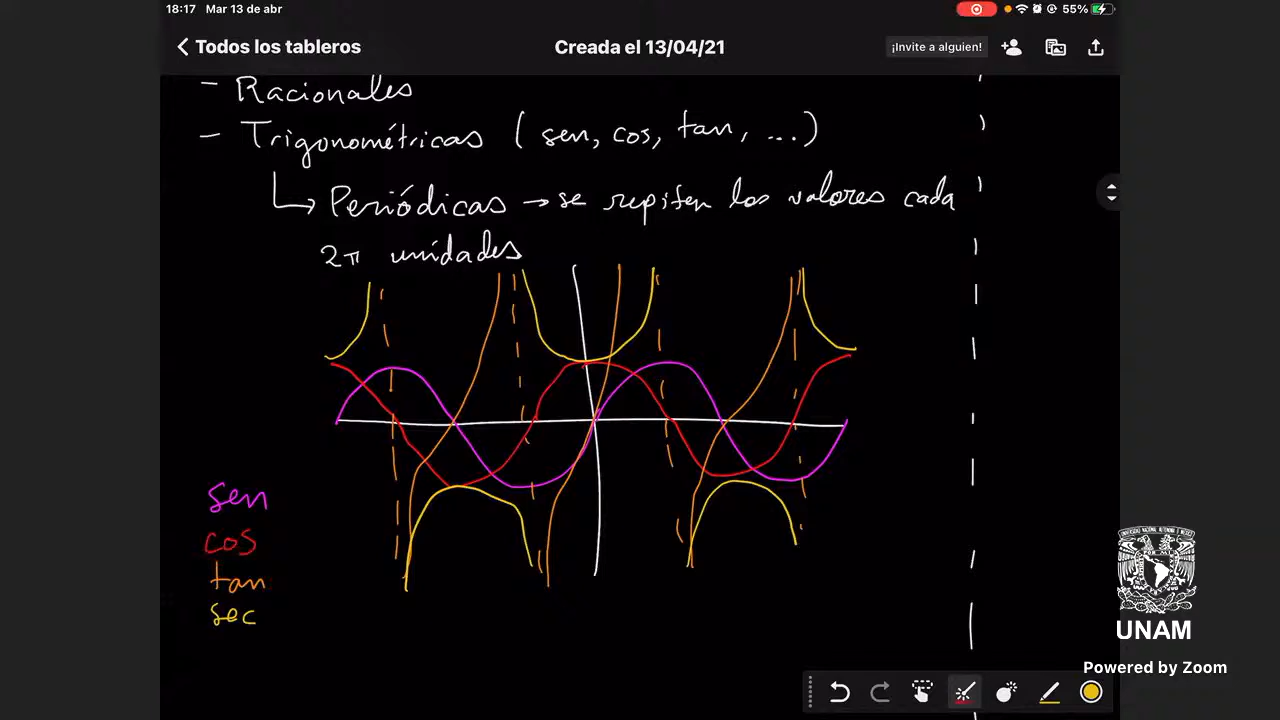 18:17 Mar 13 de abr 55%
Todos los tableros Creada el 13/04/21 ¡Invite a alguien!
- Racionales
- Trigonométricas (sen, cos, tan, ...)
↳ Periódicas → se repiten los valores cada
2π unidades
sen
cos
tan
sec
UNAM
Powered by Zoom